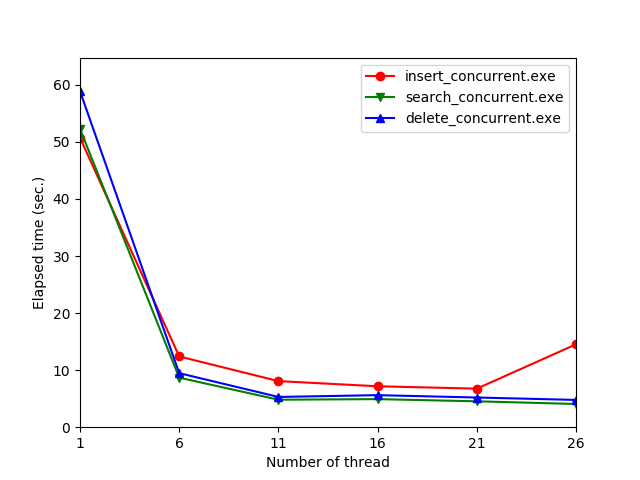 insert_concurrent.exe
search_concurrent.exe
delete_concurrent.exe
Elapsed time (sec.)
60
50
40
30
20
10
0
1 6 11 16 21 26
Number of thread